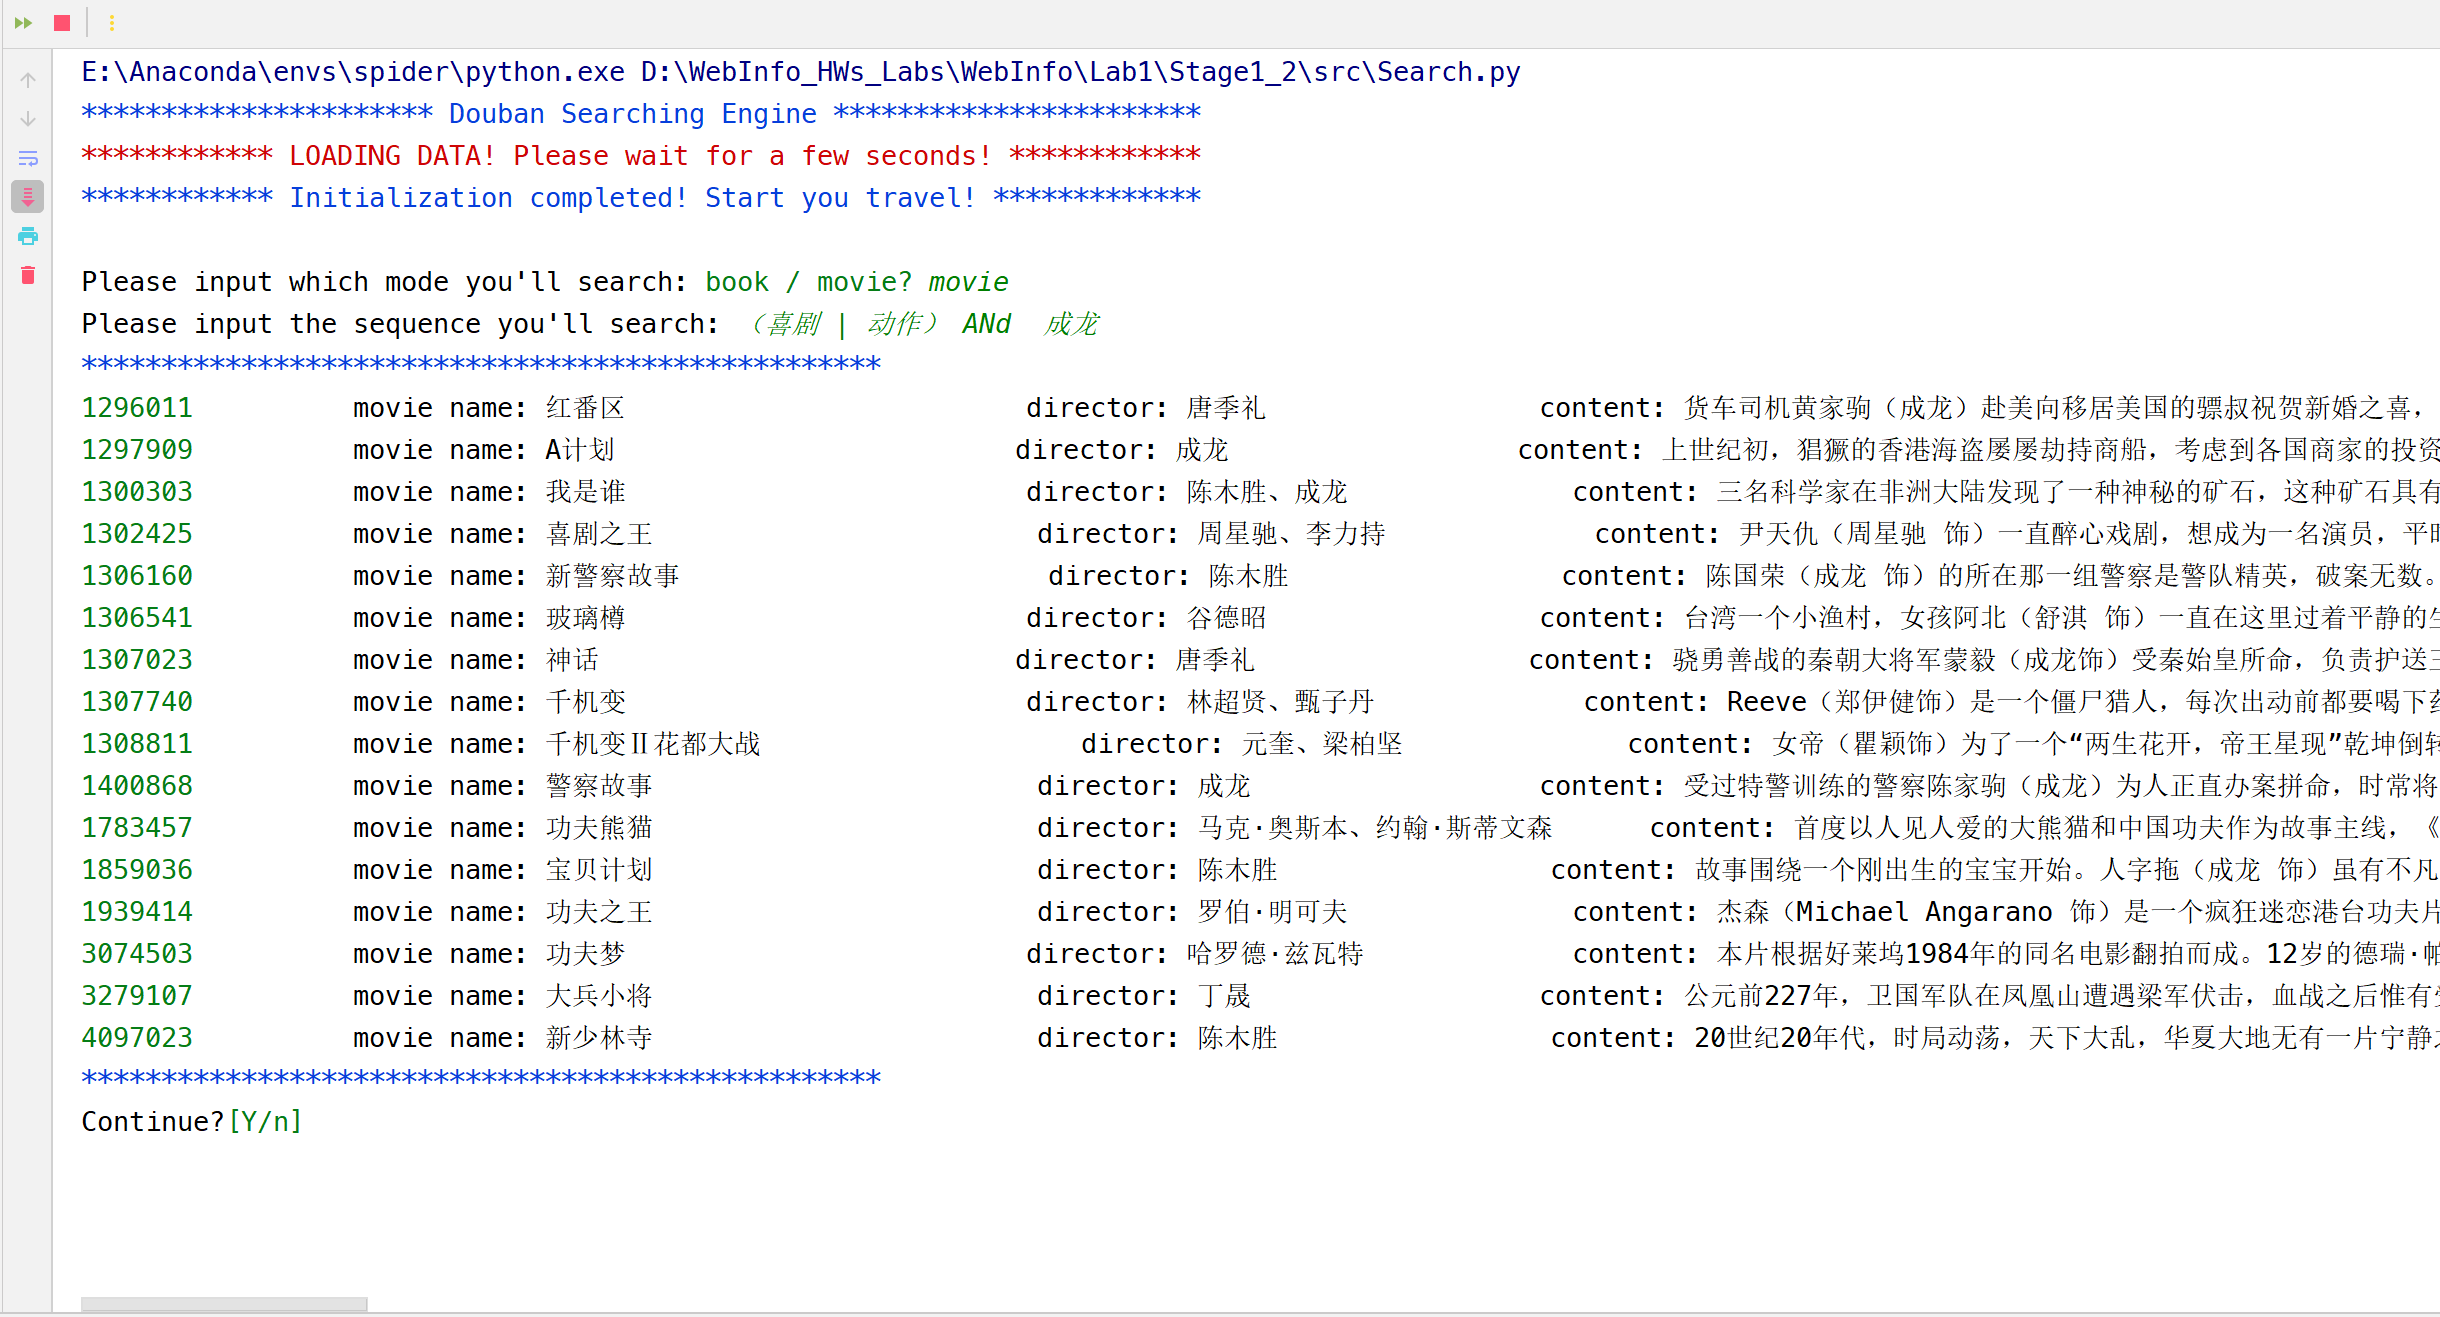 E:\Anaconda\envs\spider\python.exe D:\WebInfo_HWs_Labs\WebInfo\Lab1\Stage1_2\src\Search.py
********************** Douban Searching Engine ***********************
************ LOADING DATA! Please wait for a few seconds! ************
************ Initialization completed! Start you travel! *************
Please input which mode you'll search: book / movie? movie
Please input the sequence you'll search: （喜剧 | 动作） ANd  成龙
**************************************************
1296011 movie name: 红番区 director: 唐季礼 content: 货车司机黄家驹（成龙）赴美向移居美国的骠叔祝贺新婚之喜，
1297909 movie name: A计划 director: 成龙 content: 上世纪初，猖獗的香港海盗屡屡劫持商船，考虑到各国商家的投资
1300303 movie name: 我是谁 director: 陈木胜、成龙 content: 三名科学家在非洲大陆发现了一种神秘的矿石，这种矿石具有
1302425 movie name: 喜剧之王 director: 周星驰、李力持 content: 尹天仇（周星驰 饰）一直醉心戏剧，想成为一名演员，平时
1306160 movie name: 新警察故事 director: 陈木胜 content: 陈国荣（成龙 饰）的所在那一组警察是警队精英，破案无数。
1306541 movie name: 玻璃樽 director: 谷德昭 content: 台湾一个小渔村，女孩阿北（舒淇 饰）一直在这里过着平静的生
1307023 movie name: 神话 director: 唐季礼 content: 骁勇善战的秦朝大将军蒙毅（成龙饰）受秦始皇所命，负责护送
1307740 movie name: 千机变 director: 林超贤、甄子丹 content: Reeve（郑伊健饰）是一个僵尸猎人，每次出动前都要喝下
1308811 movie name: 千机变Ⅱ花都大战 director: 元奎、梁柏坚 content: 女帝（瞿颖饰）为了一个“两生花开，帝王星现”乾坤倒转
1400868 movie name: 警察故事 director: 成龙 content: 受过特警训练的警察陈家驹（成龙）为人正直办案拼命，时常将
1783457 movie name: 功夫熊猫 director: 马克·奥斯本、约翰·斯蒂文森 content: 首度以人见人爱的大熊猫和中国功夫作为故事主线，《
1859036 movie name: 宝贝计划 director: 陈木胜 content: 故事围绕一个刚出生的宝宝开始。人字拖（成龙 饰）虽有不凡
1939414 movie name: 功夫之王 director: 罗伯·明可夫 content: 杰森（Michael Angarano 饰）是一个疯狂迷恋港台功夫片
3074503 movie name: 功夫梦 director: 哈罗德·兹瓦特 content: 本片根据好莱坞1984年的同名电影翻拍而成。12岁的德瑞·帕
3279107 movie name: 大兵小将 director: 丁晟 content: 公元前227年，卫国军队在凤凰山遭遇梁军伏击，血战之后惟有
4097023 movie name: 新少林寺 director: 陈木胜 content: 20世纪20年代，时局动荡，天下大乱，华夏大地无有一片宁静
**************************************************
Continue?[Y/n]